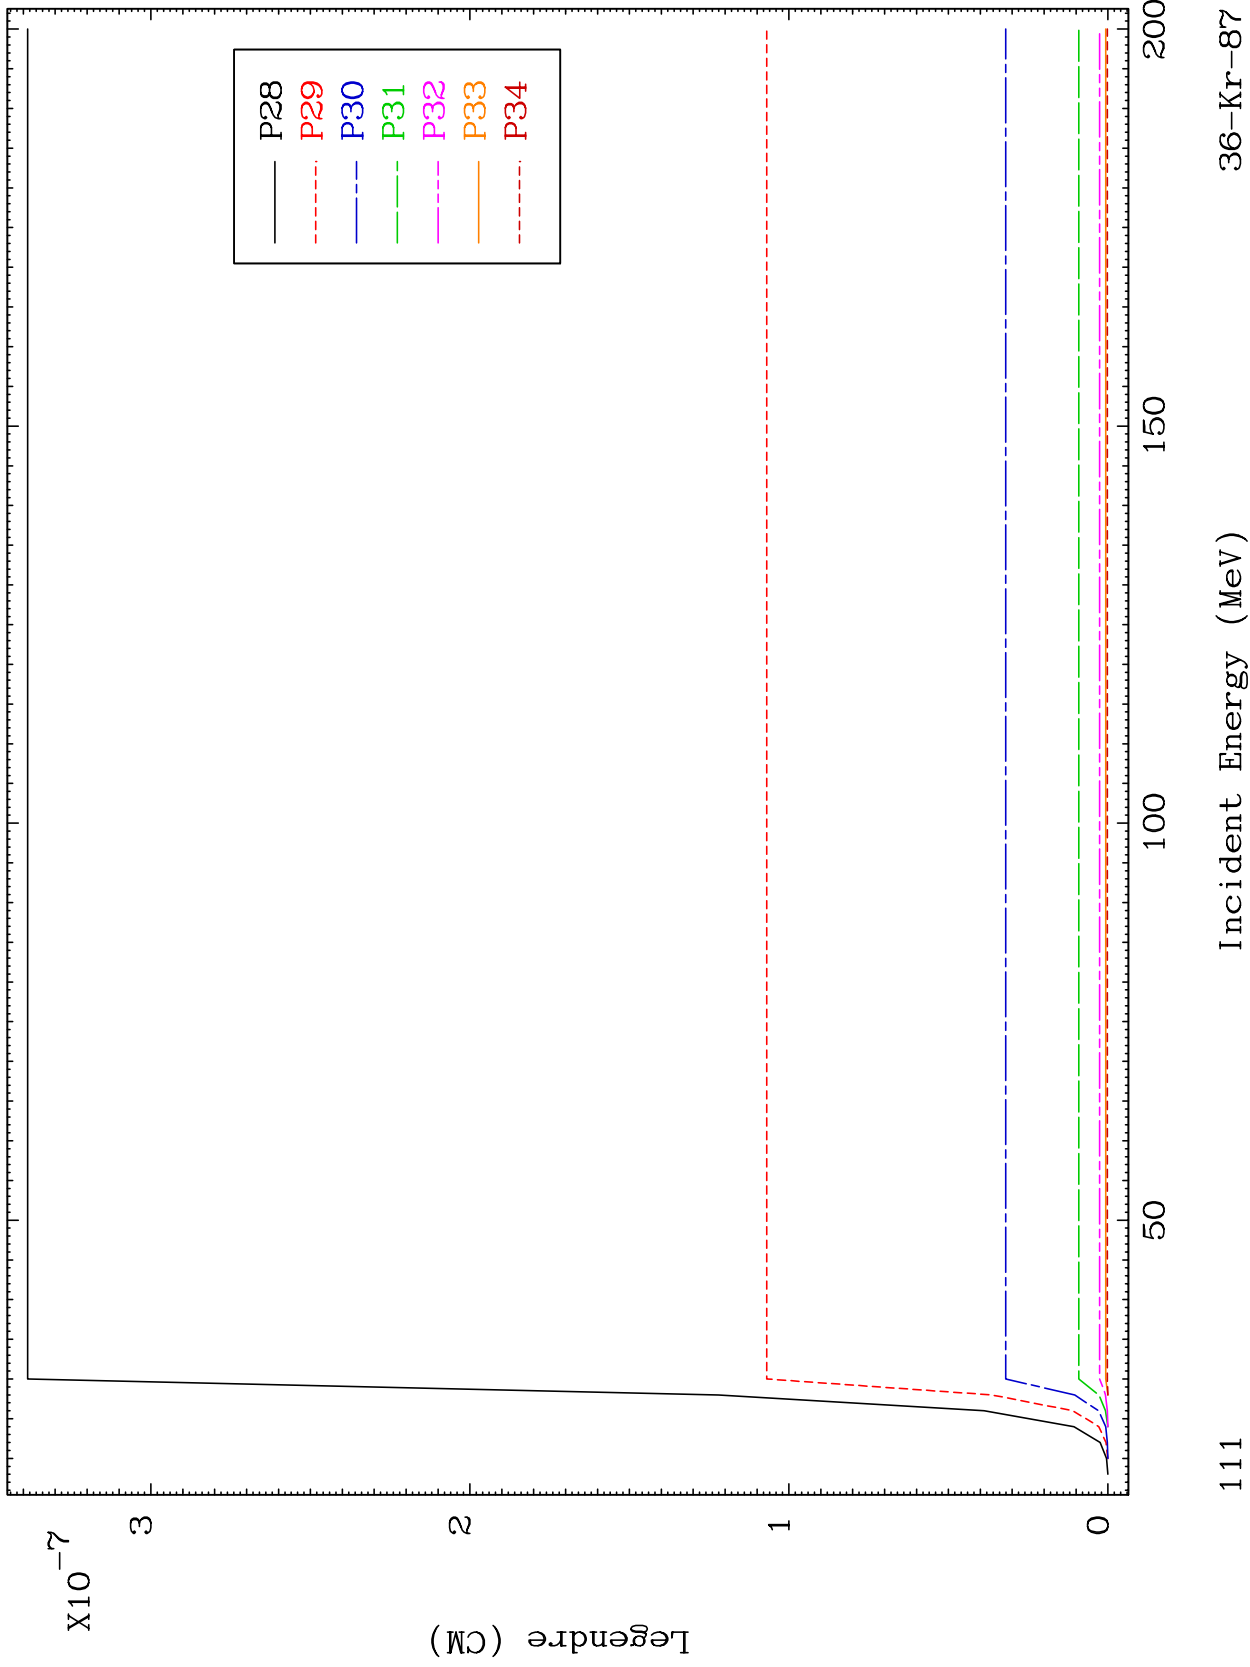 X10-7
3
2
1
0
Legendre (CM)
P28
P29
P30
P31
P32
P33
P34
50
100
150
200
Incident Energy (MeV)
111
36-Kr-87